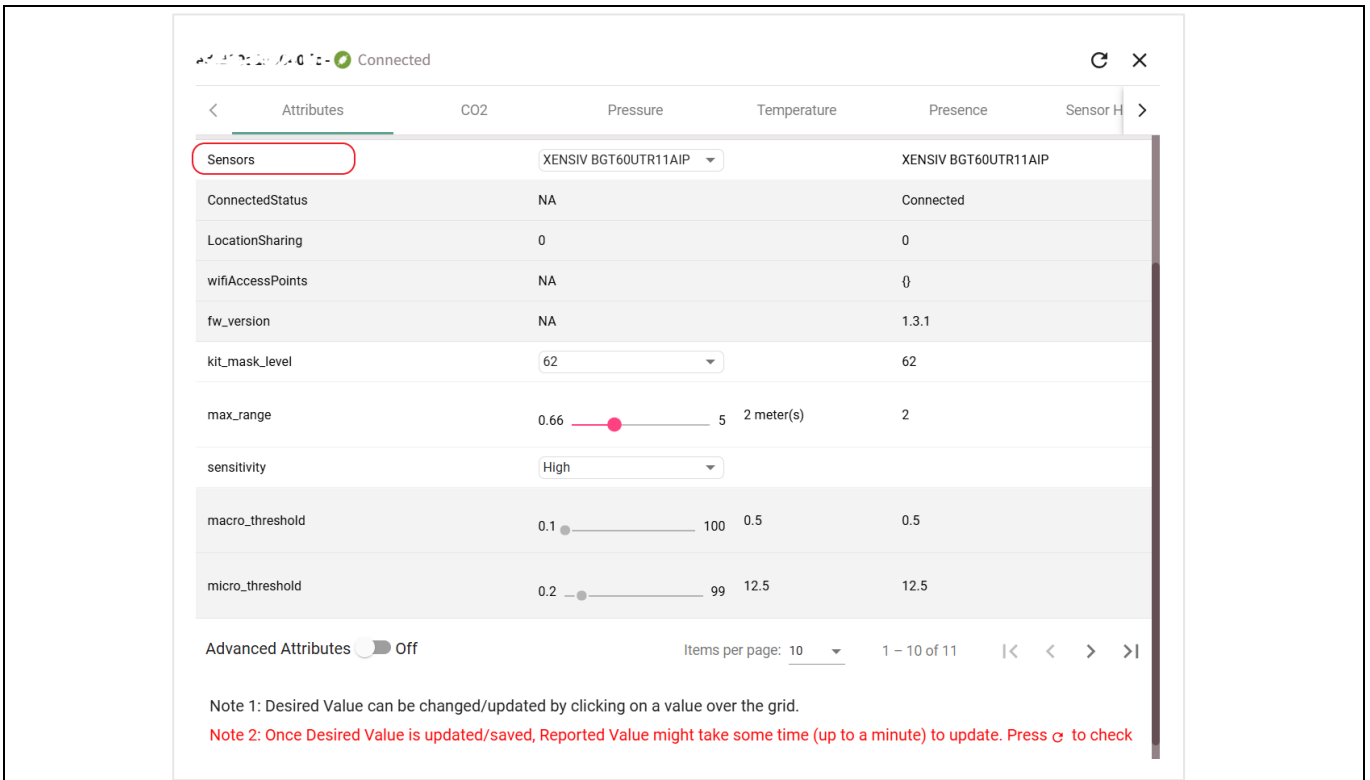 Connected
Attributes CO2 Pressure Temperature Presence Sensor H
Sensors XENSIV BGT60UTR11AIP XENSIV BGT60UTR11AIP
ConnectedStatus NA Connected
LocationSharing 0 0
wifiAccessPoints NA {}
fw_version NA 1.3.1
kit_mask_level 62 62
max_range 0.66 5 2 meter(s) 2
sensitivity High
macro_threshold 0.1 100 0.5 0.5
micro_threshold 0.2 99 12.5 12.5
Advanced Attributes Off Items per page: 10 1 – 10 of 11
Note 1: Desired Value can be changed/updated by clicking on a value over the grid.
Note 2: Once Desired Value is updated/saved, Reported Value might take some time (up to a minute) to update. Press to check